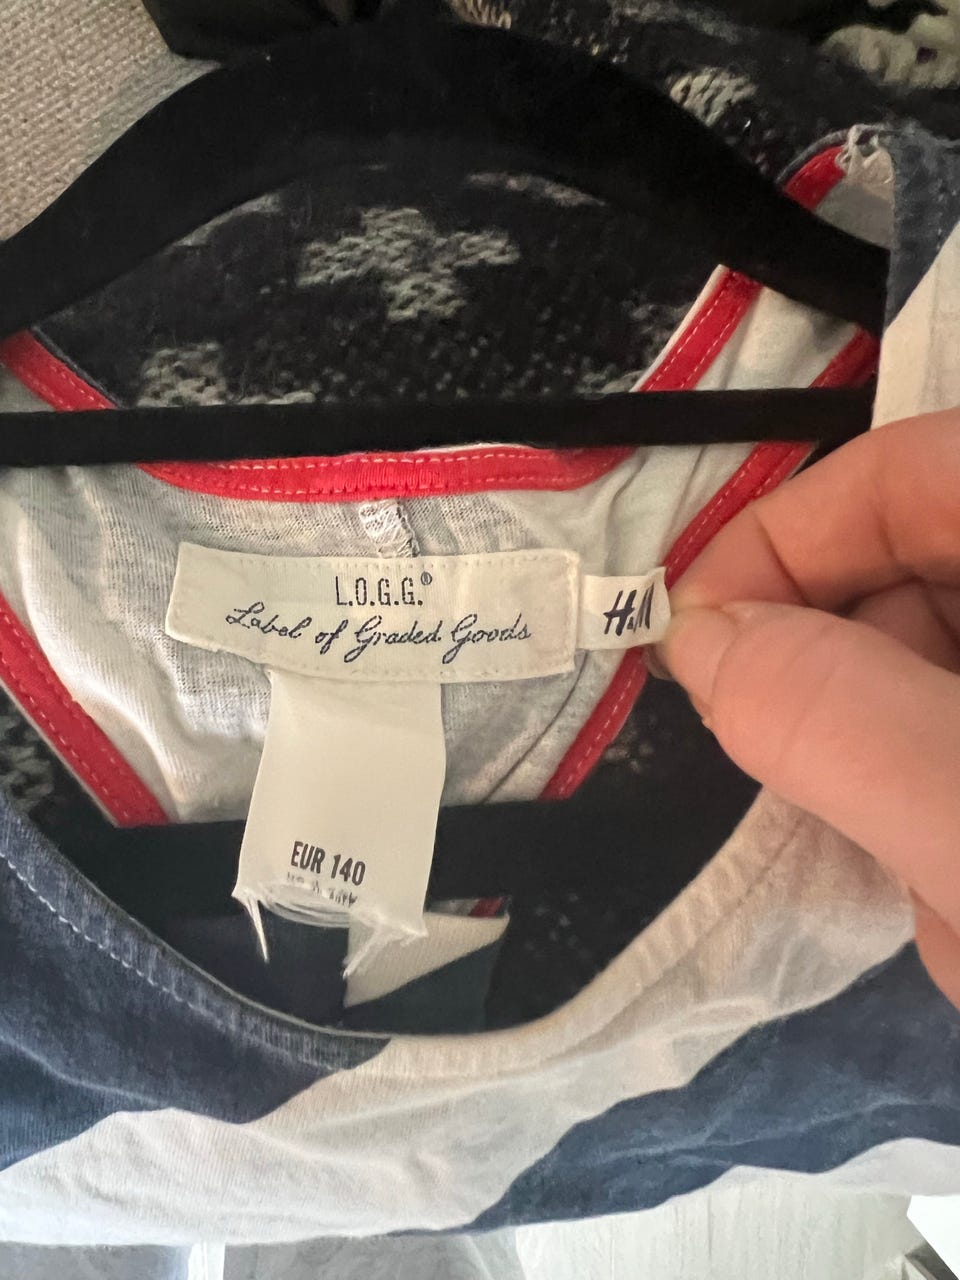 L.O.G.G.®
Label of Graded Goods
H&M
EUR 140